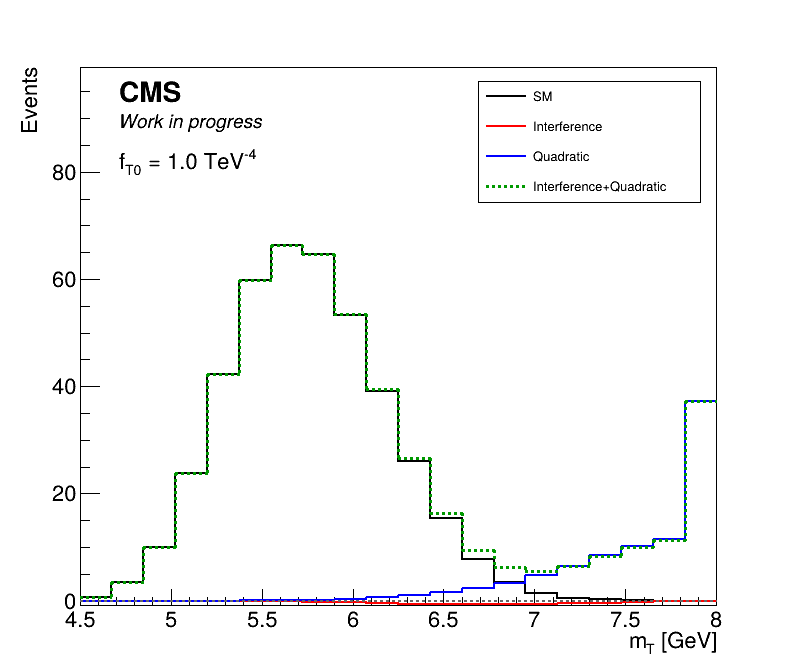 CMS
Work in progress
f_T0 = 1.0 TeV^-4
SM
Interference
Quadratic
Interference+Quadratic
Events
80
60
40
20
0
4.5 5 5.5 6 6.5 7 7.5 8
m_T [GeV]